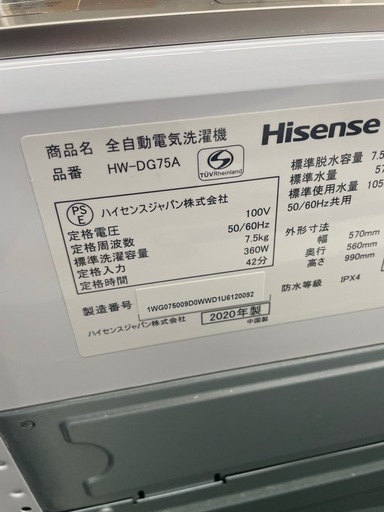 商品名 全自動電気洗濯機
品番 HW-DG75A
TÜVRheinland
Hisense
PS
E
ハイセンスジャパン株式会社
定格電圧 100V
定格周波数 50/60Hz
標準洗濯容量 7.5kg
定格入力 360W
定格時間 42分
製造番号 1WG075009D0WWD1U6120092
ハイセンスジャパン株式会社 2020年製 中国製
標準脱水容量 7.5
標準水量 57
標準使用水量 105
50/60Hz共用
外形寸法
幅 570mm
奥行 560mm
高さ 990mm
防水等級 IPX4